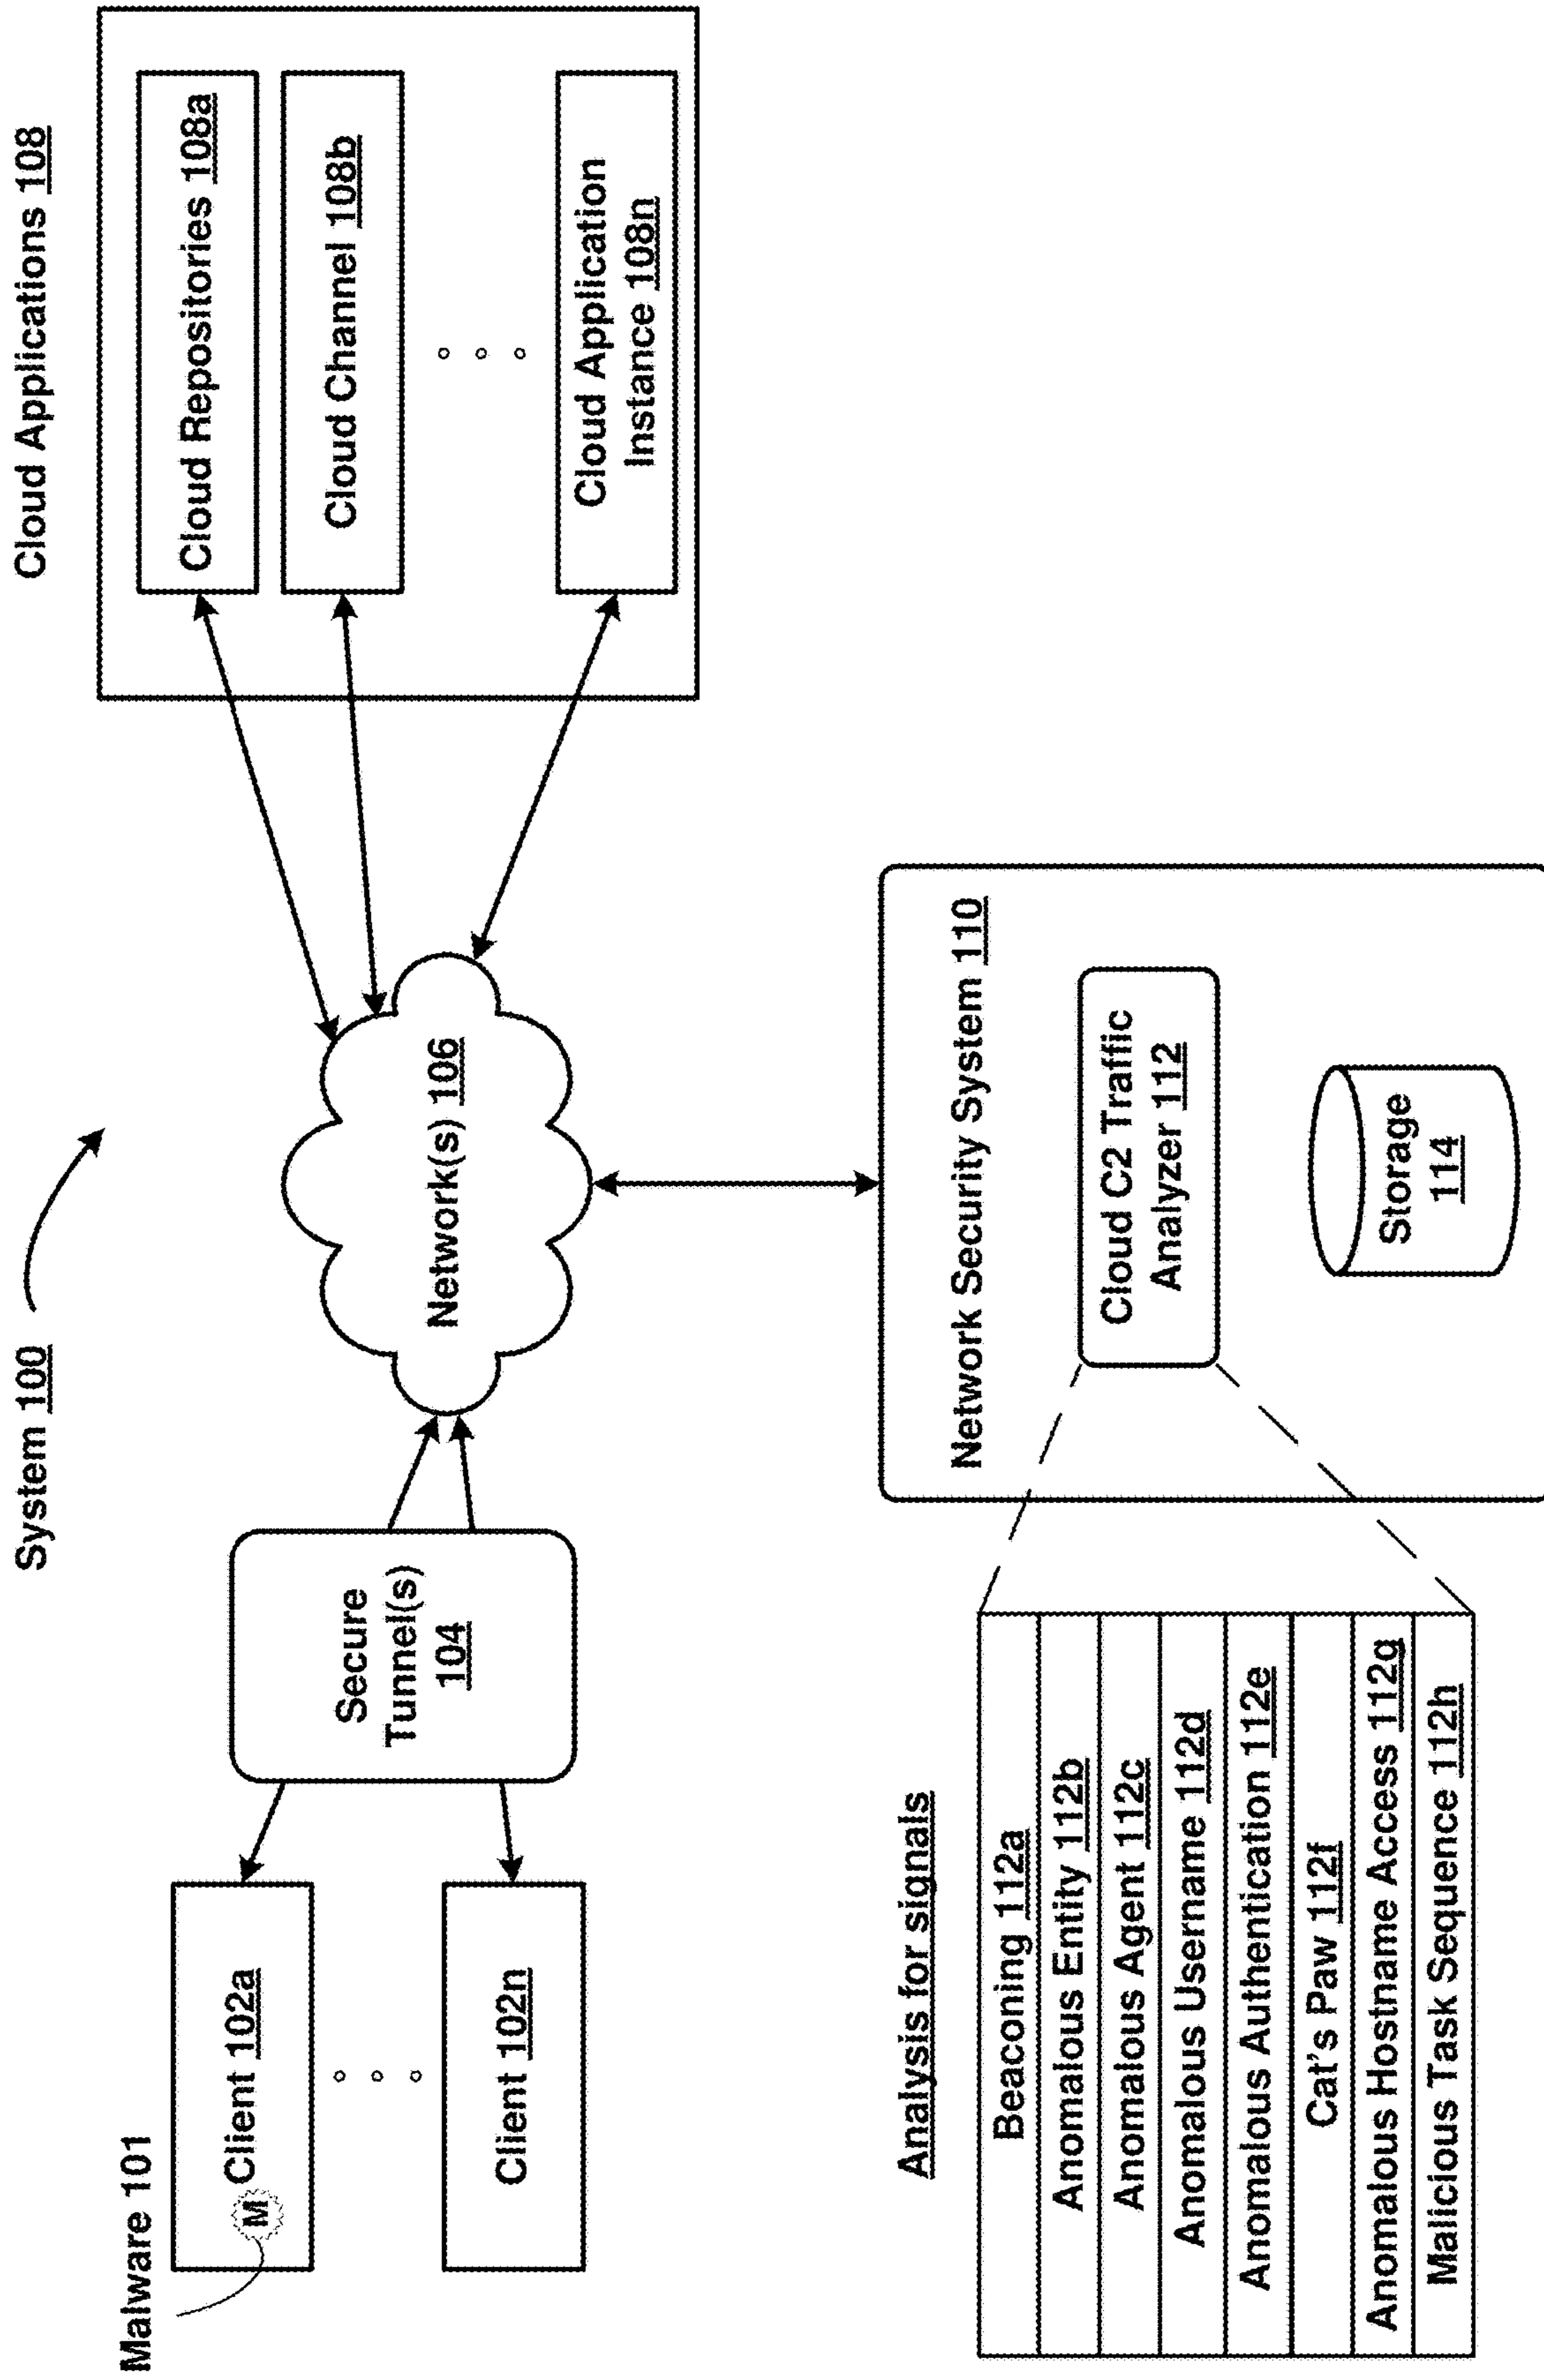 System 100
Cloud Applications 108
Malware 101
M
Client 102a
Client 102n
Secure
Tunnel(s)
104
Network(s) 106
Cloud Repositories 108a
Cloud Channel 108b
Cloud Application
Instance 108n
Analysis for signals
Beaconing 112a
Anomalous Entity 112b
Anomalous Agent 112c
Anomalous Username 112d
Anomalous Authentication 112e
Cat's Paw 112f
Anomalous Hostname Access 112g
Malicious Task Sequence 112h
Network Security System 110
Cloud C2 Traffic
Analyzer 112
Storage
114